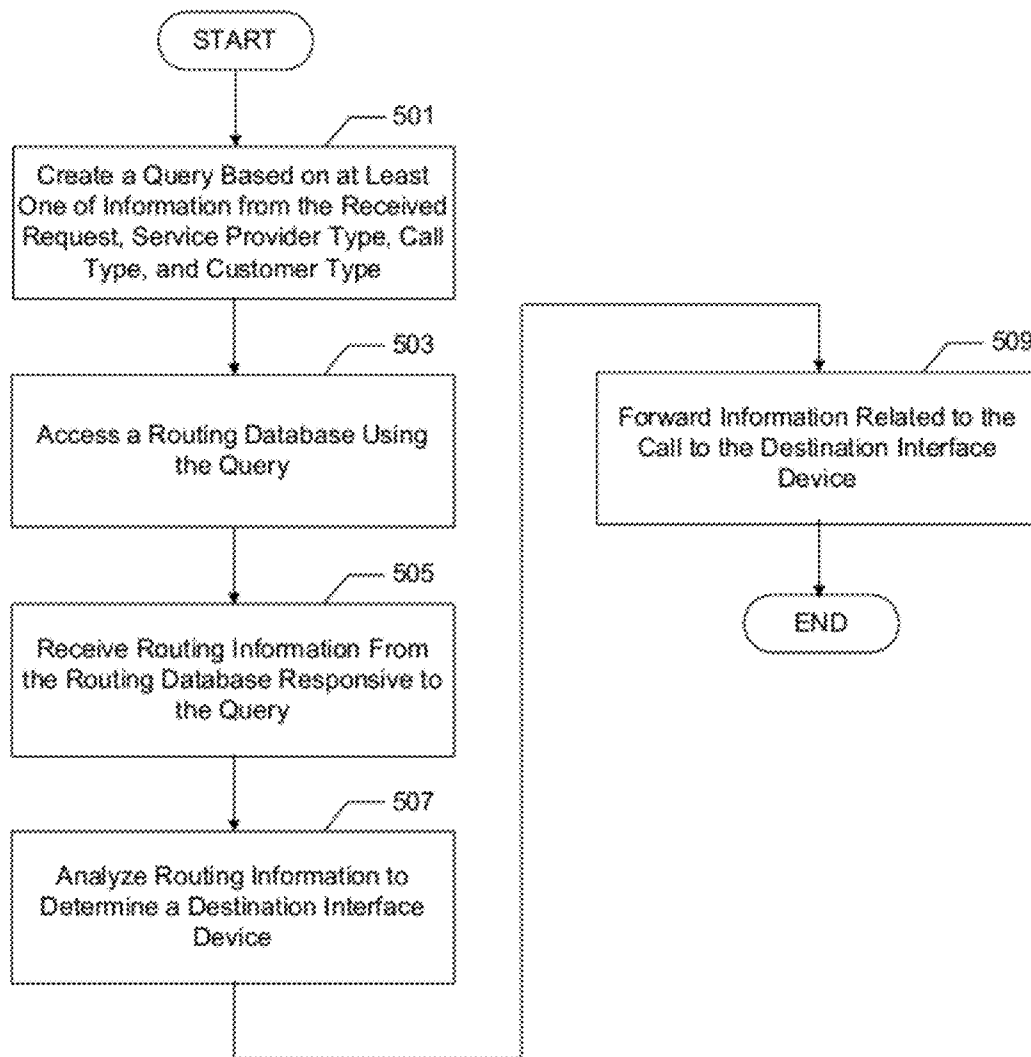 START
501
Create a Query Based on at Least
One of Information from the Received
Request, Service Provider Type, Call
Type, and Customer Type
503
Access a Routing Database Using
the Query
505
Receive Routing Information From
the Routing Database Responsive to
the Query
507
Analyze Routing Information to
Determine a Destination Interface
Device
509
Forward Information Related to the
Call to the Destination Interface
Device
END